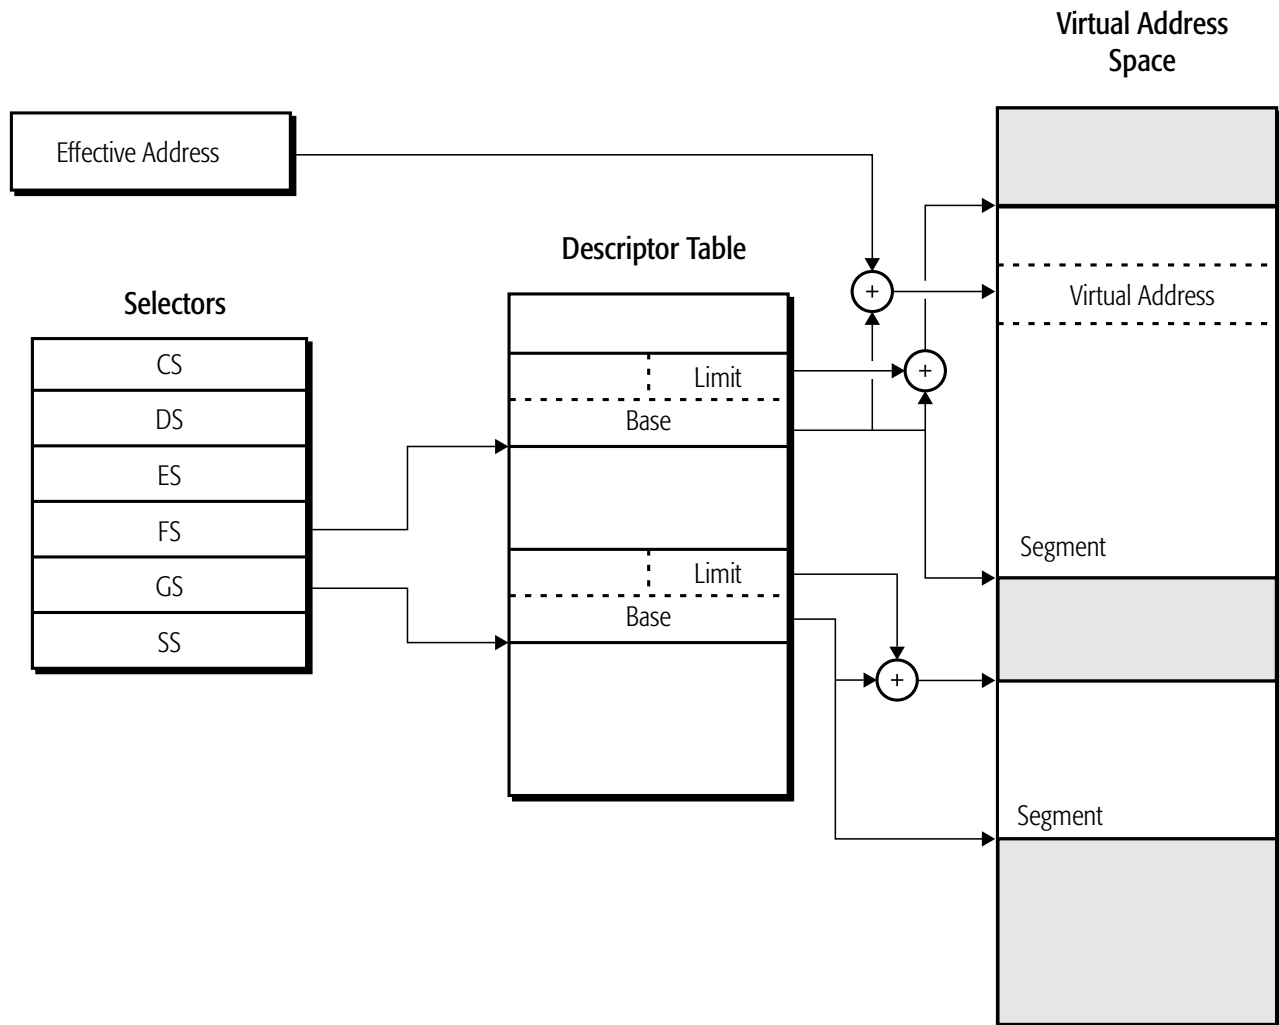 Virtual Address
Space
Effective Address
Descriptor Table
Selectors
CS
DS
ES
FS
GS
SS
Limit
Base
Limit
Base
+
+
+
Virtual Address
Segment
Segment